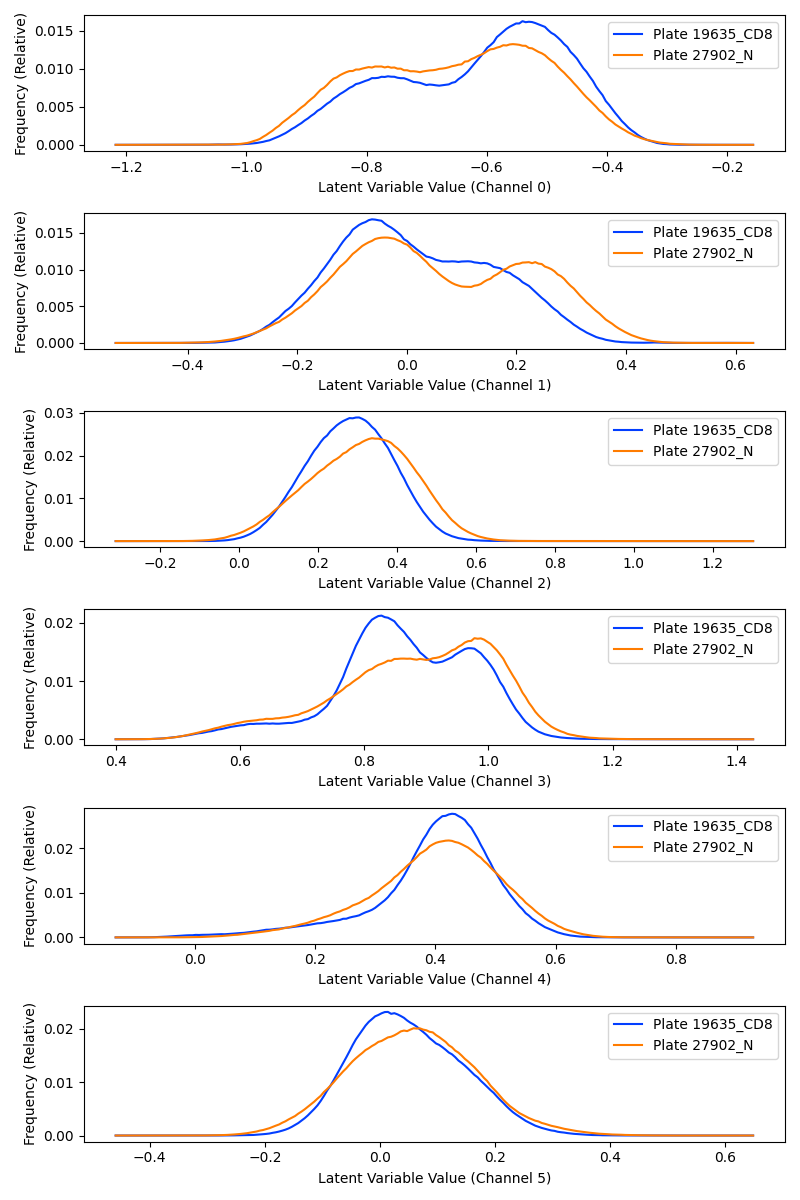 Frequency (Relative)
0.015
0.010
0.005
0.000
Plate 19635_CD8
Plate 27902_N
−1.2 −1.0 −0.8 −0.6 −0.4 −0.2
Latent Variable Value (Channel 0)
Frequency (Relative)
0.015
0.010
0.005
0.000
Plate 19635_CD8
Plate 27902_N
−0.4 −0.2 0.0 0.2 0.4 0.6
Latent Variable Value (Channel 1)
Frequency (Relative)
0.03
0.02
0.01
0.00
Plate 19635_CD8
Plate 27902_N
−0.2 0.0 0.2 0.4 0.6 0.8 1.0 1.2
Latent Variable Value (Channel 2)
Frequency (Relative)
0.02
0.01
0.00
Plate 19635_CD8
Plate 27902_N
0.4 0.6 0.8 1.0 1.2 1.4
Latent Variable Value (Channel 3)
Frequency (Relative)
0.02
0.01
0.00
Plate 19635_CD8
Plate 27902_N
0.0 0.2 0.4 0.6 0.8
Latent Variable Value (Channel 4)
Frequency (Relative)
0.02
0.01
0.00
Plate 19635_CD8
Plate 27902_N
−0.4 −0.2 0.0 0.2 0.4 0.6
Latent Variable Value (Channel 5)